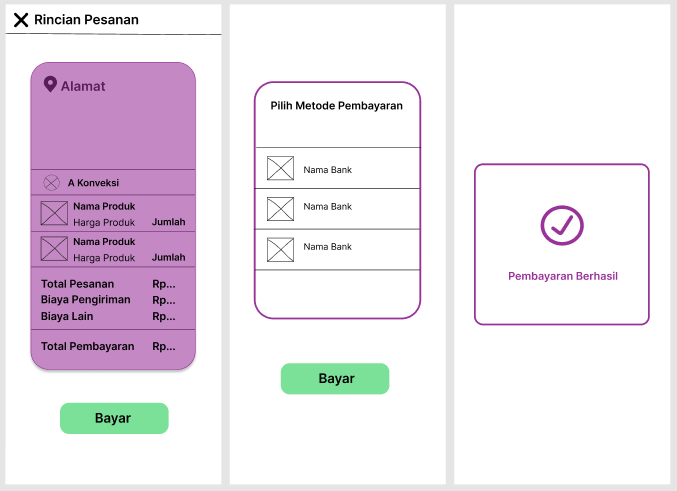 Rincian Pesanan
Alamat
A Konveksi
Nama Produk
Harga Produk Jumlah
Nama Produk
Harga Produk Jumlah
Total Pesanan Rp...
Biaya Pengiriman Rp...
Biaya Lain Rp...
Total Pembayaran Rp...
Bayar
Pilih Metode Pembayaran
Nama Bank
Nama Bank
Nama Bank
Bayar
Pembayaran Berhasil